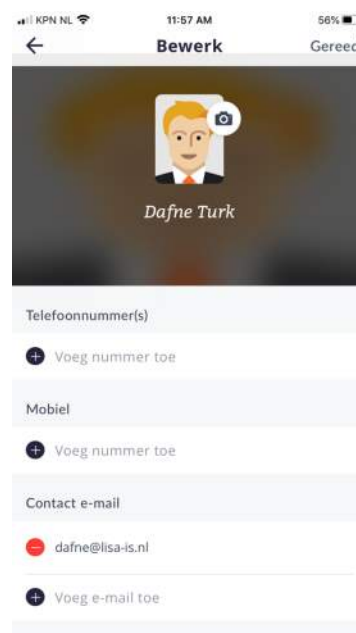 KPN NL 11:57 AM 56%
Bewerk Gereed
Dafne Turk
Telefoonnummer(s)
Voeg nummer toe
Mobiel
Voeg nummer toe
Contact e-mail
dafne@lisa-is.nl
Voeg e-mail toe